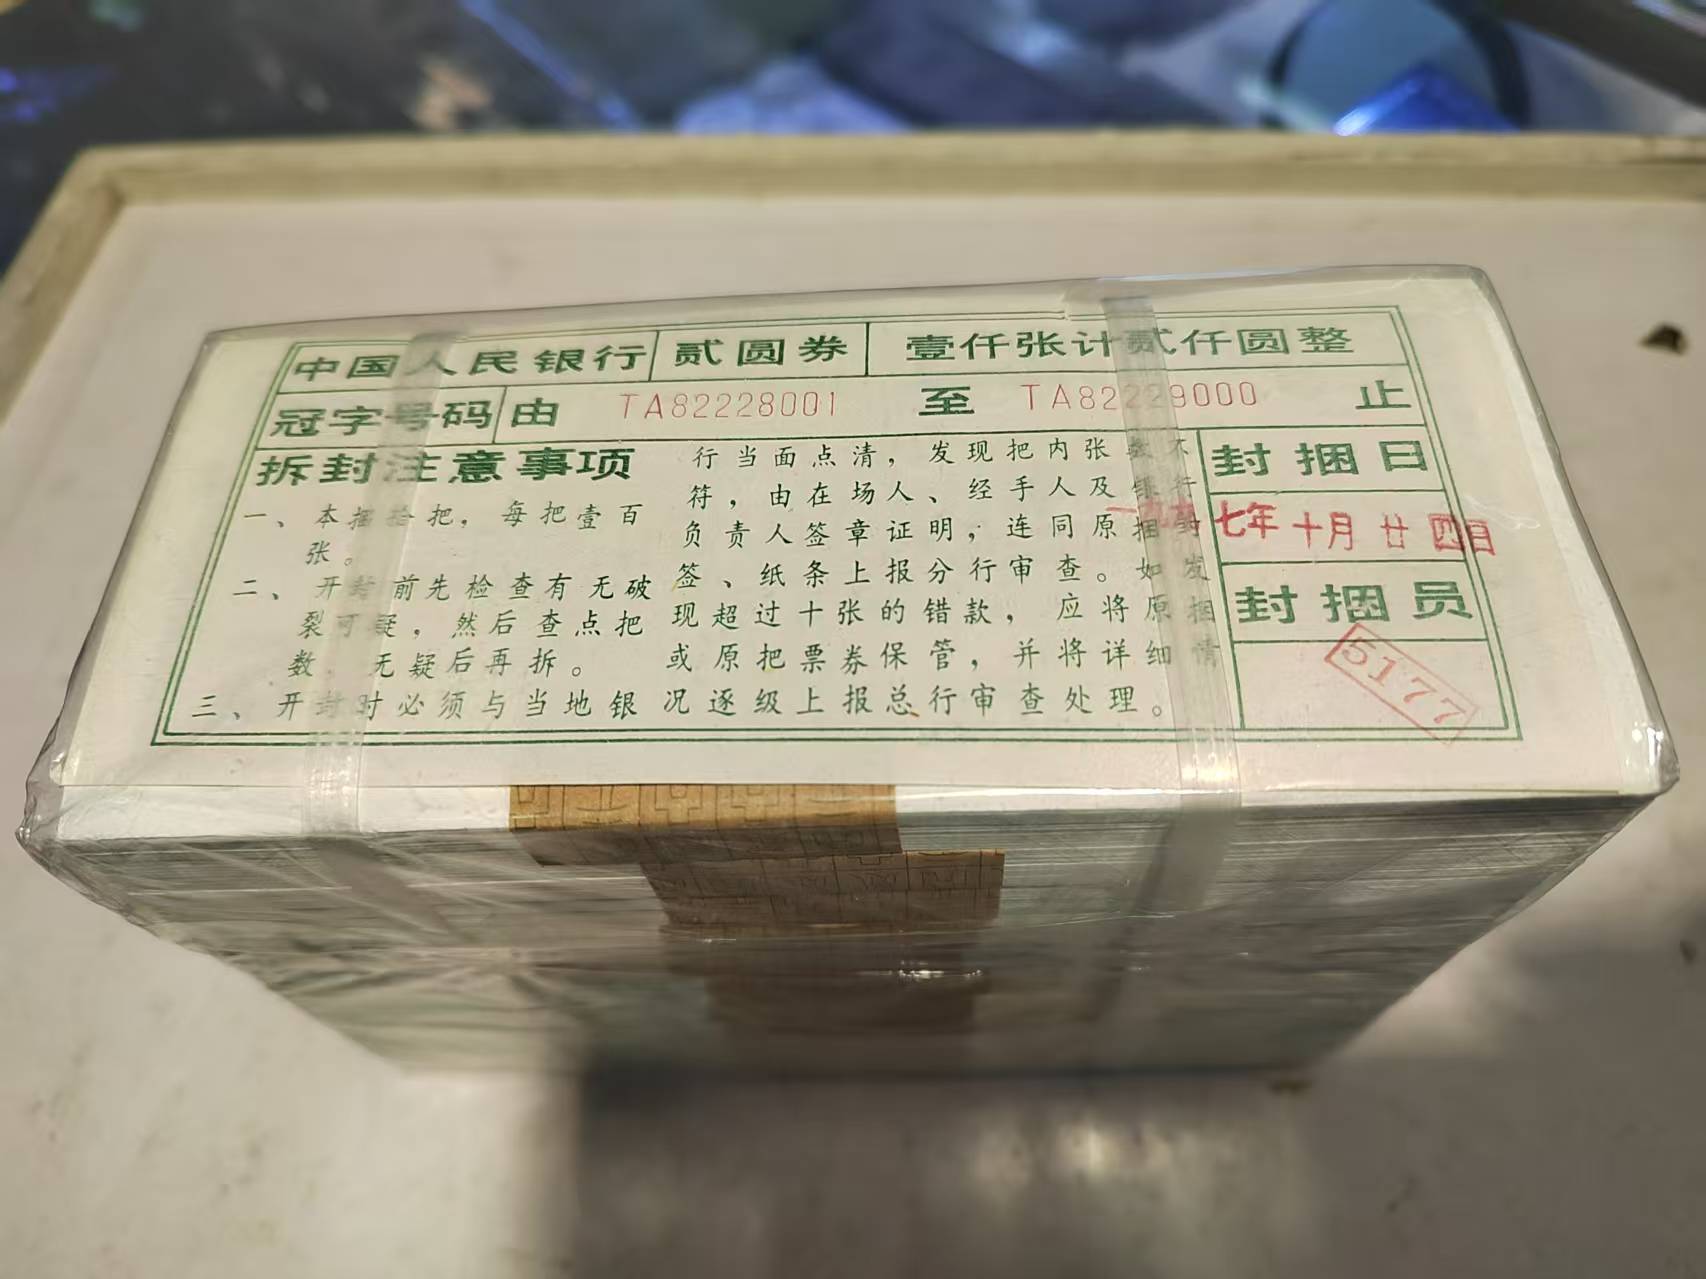 中国人民银行 贰圆券 壹仟张计贰仟圆整
冠字号码 由 TA82228001 至 TA82229000 止
拆封注意事项
一、本捆拾把，每把壹百
张。
二、开封前先检查有无破
裂可疑，然后查点把
数，无疑后再拆。
三、开封时必须与当地银
行当面点清，发现把内张数不
符，由在场人、经手人及银行
负责人签章证明，连同原捆封
签、纸条上报分行审查。如发
现超过十张的错款，应将原捆
或原把票券保管，并将详细情
况逐级上报总行审查处理。
封捆日
一九九七年十月廿四日
封捆员
5177